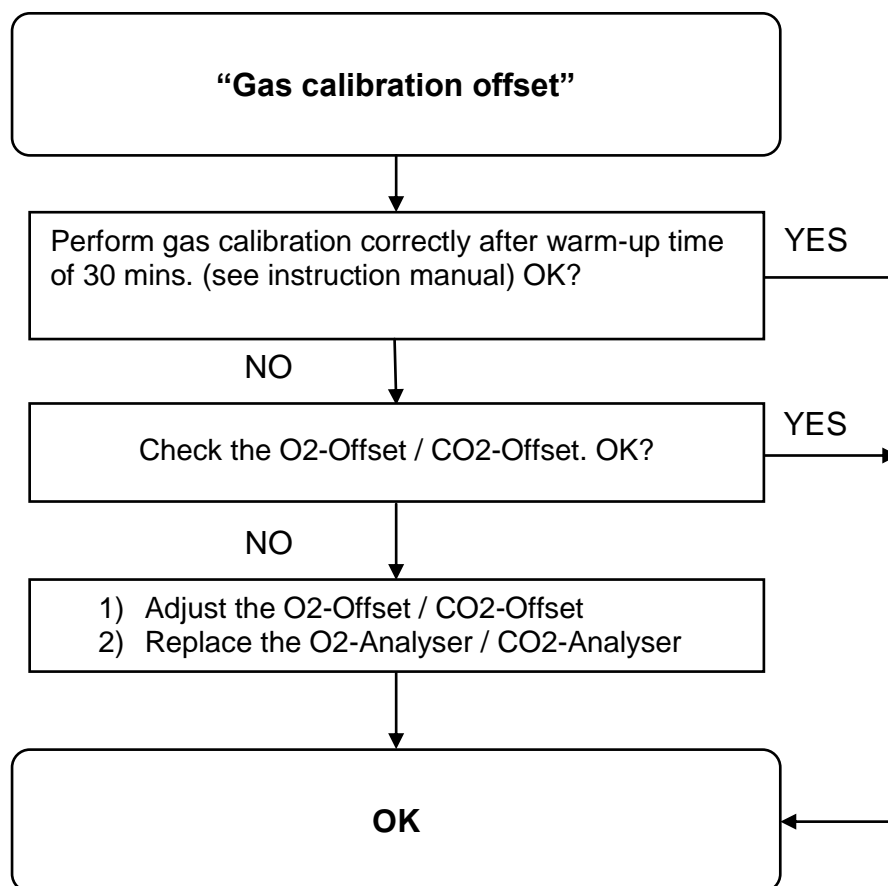 “Gas calibration offset”
Perform gas calibration correctly after warm-up time
of 30 mins. (see instruction manual) OK?
YES
NO
Check the O2-Offset / CO2-Offset. OK?
YES
NO
1) Adjust the O2-Offset / CO2-Offset
2) Replace the O2-Analyser / CO2-Analyser
OK